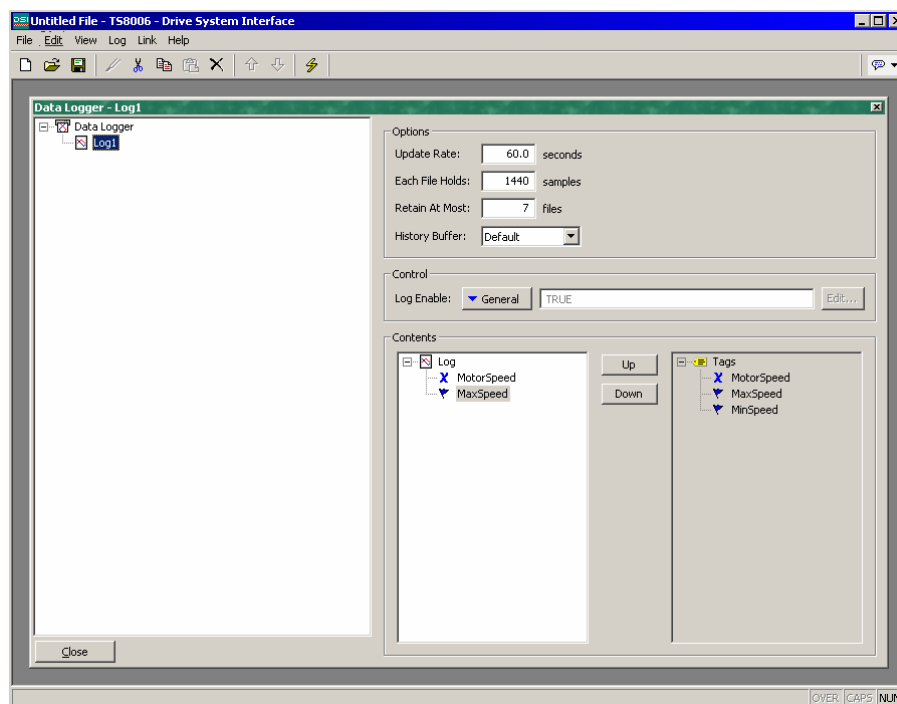 DSI Untitled File - TS8006 - Drive System Interface
File Edit View Log Link Help
Data Logger - Log1
Data Logger
Log1
Options
Update Rate: 60.0 seconds
Each File Holds: 1440 samples
Retain At Most: 7 files
History Buffer: Default
Control
Log Enable: General TRUE Edit...
Contents
Log
MotorSpeed
MaxSpeed
Up
Down
Tags
MotorSpeed
MaxSpeed
MinSpeed
Close
OVER CAPS NUM